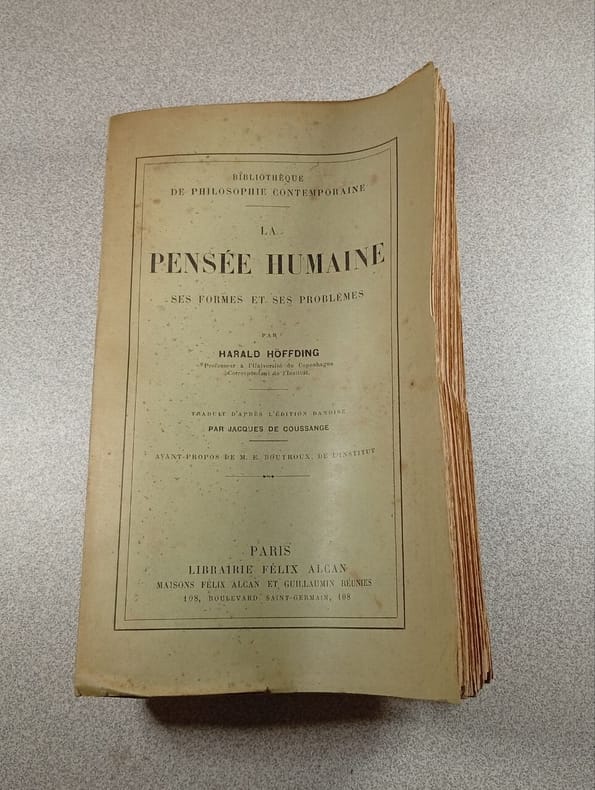 BIBLIOTHÈQUE
DE PHILOSOPHIE CONTEMPORAINE
LA
PENSÉE HUMAINE
SES FORMES ET SES PROBLÈMES
PAR
HARALD HÖFFDING
Professeur à l'Université de Copenhague
Correspondant de l'Institut.
TRADUIT D'APRÈS L'ÉDITION DANOISE
PAR JACQUES DE COUSSANGE
AVANT-PROPOS DE M. E. BOUTROUX, DE L'INSTITUT
PARIS
LIBRAIRIE FÉLIX ALCAN
MAISONS FÉLIX ALCAN ET GUILLAUMIN RÉUNIES
108, BOULEVARD SAINT-GERMAIN, 108